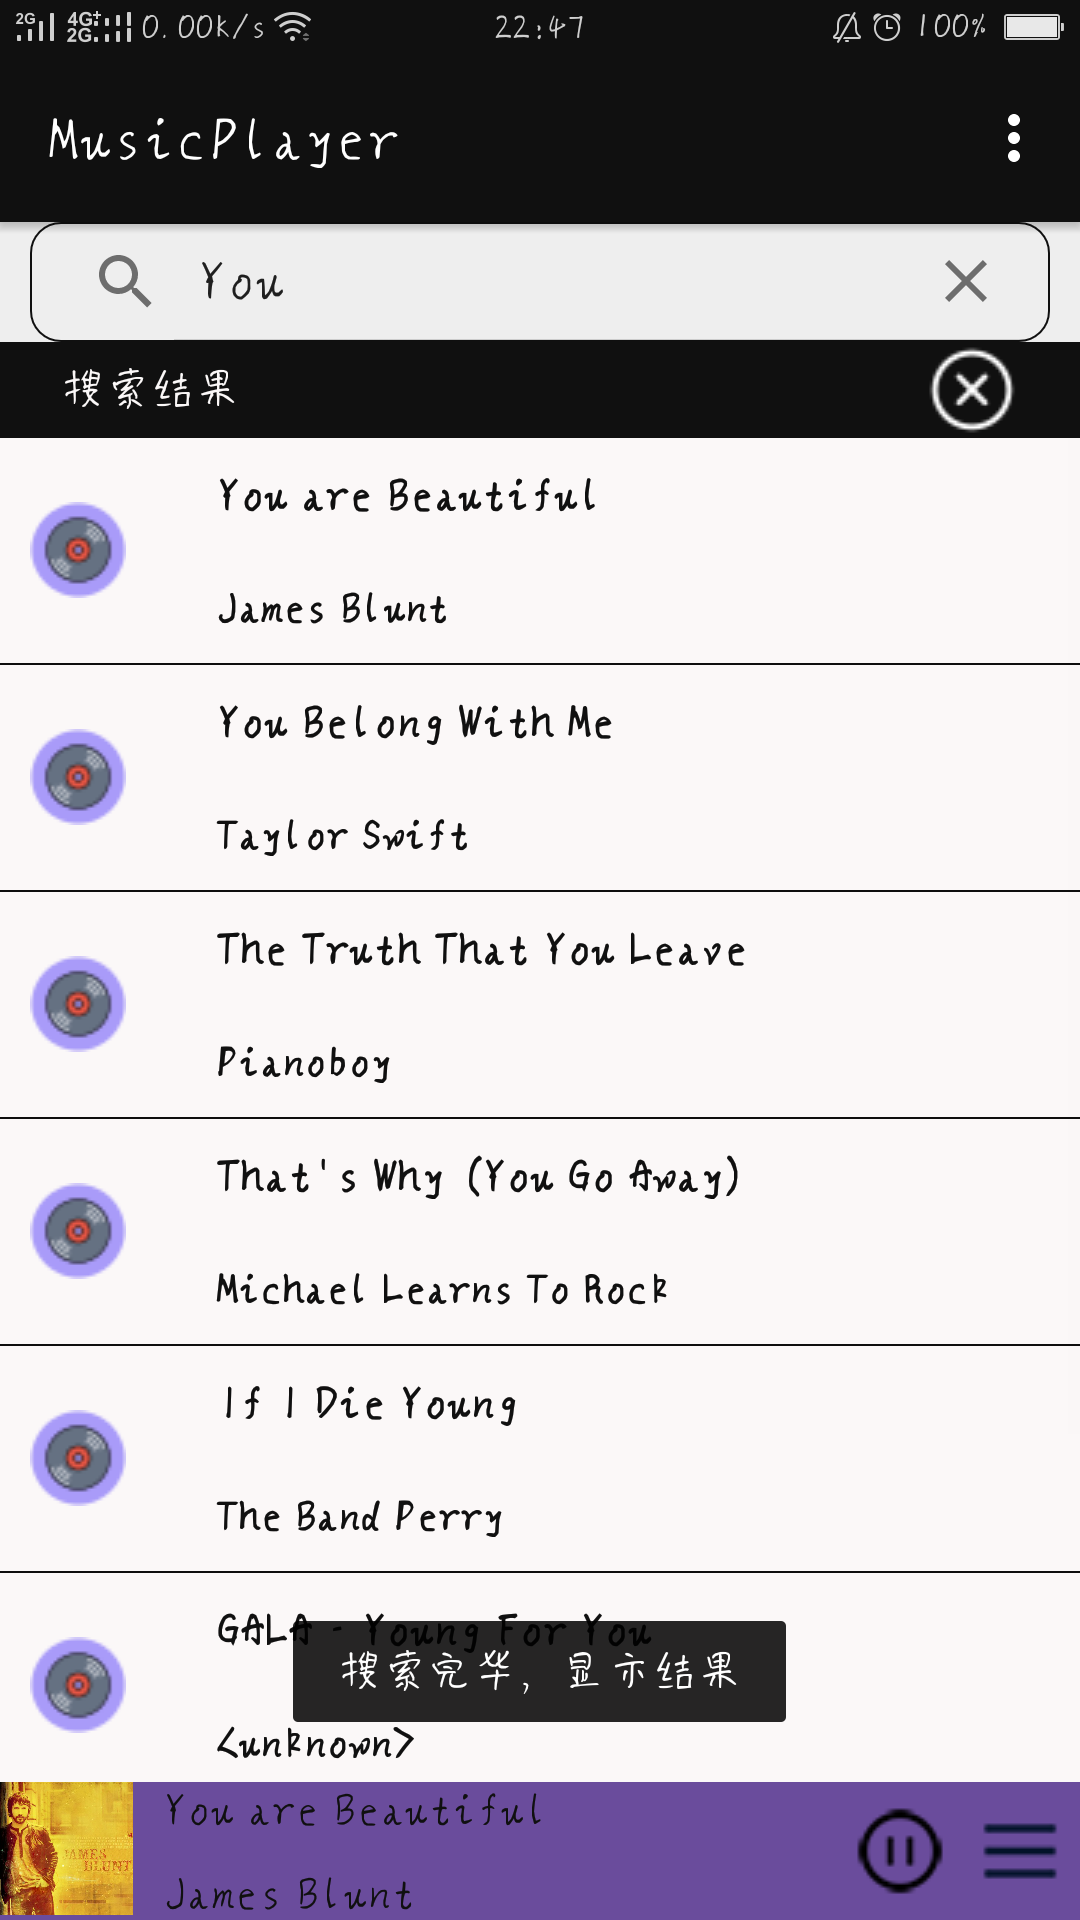 2G 4G+ 2G 0.00K/s 22:47 100%
MusicPlayer
You
搜索结果
You are Beautiful
James Blunt
You Belong With Me
Taylor Swift
The Truth That You Leave
Pianoboy
That's Why (You Go Away)
Michael Learns To Rock
If I Die Young
The Band Perry
GALA - Young For You
搜索完毕，显示结果
<unknown>
You are Beautiful
JAMES
BLUNT
James Blunt